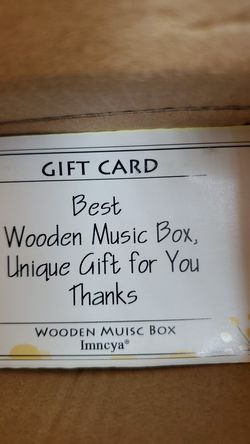 GIFT CARD
Best
Wooden Music Box,
Unique Gift for You
Thanks
WOODEN MUISC BOX
Imncya®